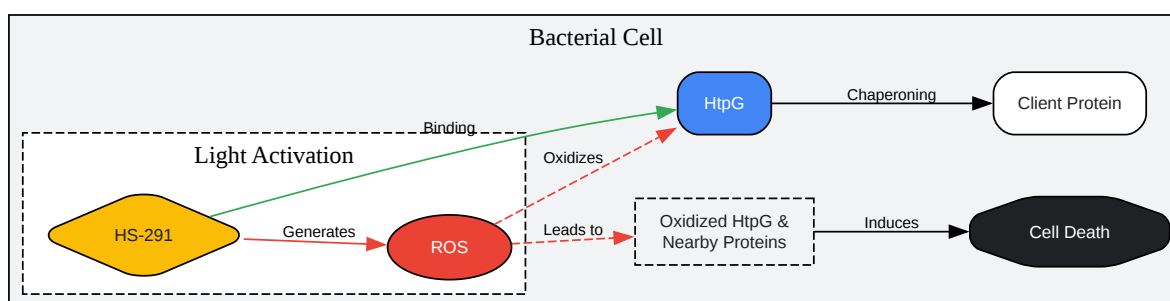 Bacterial Cell
HtpG
Chaperoning
Client Protein
Binding
Light Activation
Oxidizes
HS-291
Generates
ROS
Leads to
Oxidized HtpG &
Nearby Proteins
Induces
Cell Death